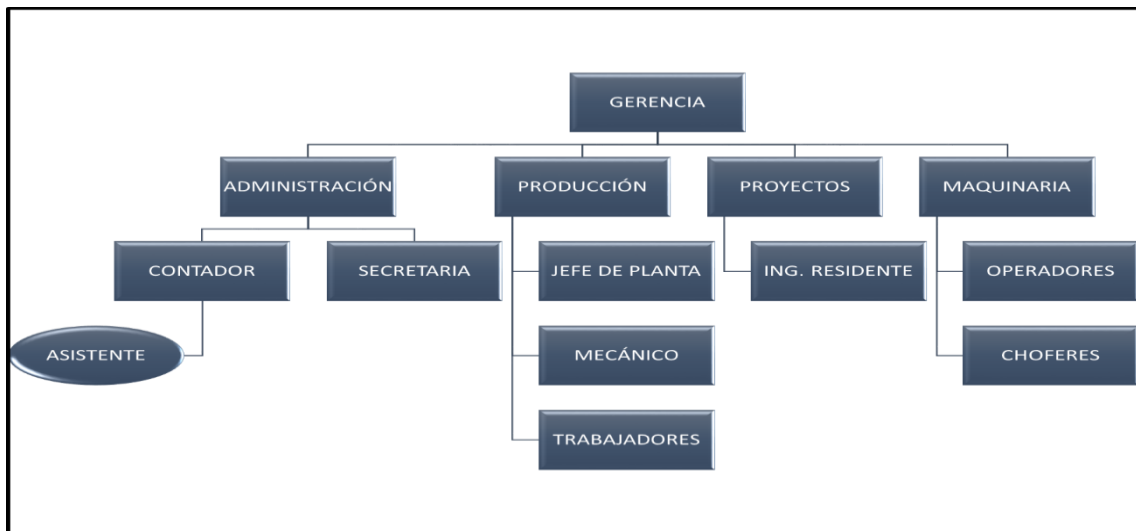 GERENCIA
ADMINISTRACIÓN
PRODUCCIÓN
PROYECTOS
MAQUINARIA
CONTADOR
SECRETARIA
JEFE DE PLANTA
ING. RESIDENTE
OPERADORES
ASISTENTE
MECÁNICO
CHOFERES
TRABAJADORES